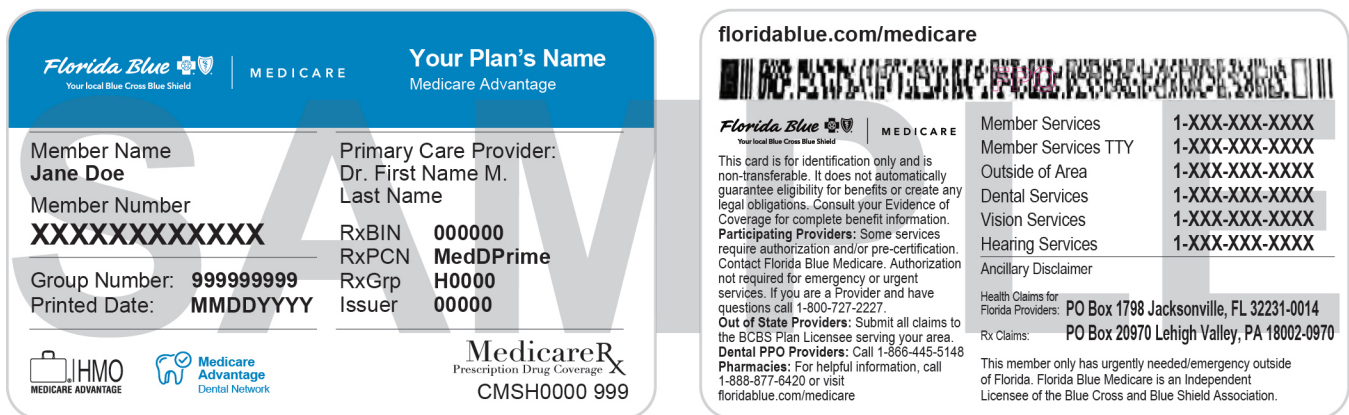 Florida Blue
Your local Blue Cross Blue Shield
MEDICARE
Your Plan's Name
Medicare Advantage
SAMPLE
Member Name
Jane Doe
Member Number
XXXXXXXXXXXX
Group Number: 999999999
Printed Date: MMDDYYYY
Primary Care Provider:
Dr. First Name M.
Last Name
RxBIN 000000
RxPCN MedDPrime
RxGrp H0000
Issuer 00000
HMO
MEDICARE ADVANTAGE
Medicare
Advantage
Dental Network
MedicareRx
Prescription Drug Coverage
CMSH0000 999
floridablue.com/medicare
FPO
Florida Blue
Your local Blue Cross Blue Shield
MEDICARE
This card is for identification only and is
non-transferable. It does not automatically
guarantee eligibility for benefits or create any
legal obligations. Consult your Evidence of
Coverage for complete benefit information.
Participating Providers: Some services
require authorization and/or pre-certification.
Contact Florida Blue Medicare. Authorization
not required for emergency or urgent
services. If you are a Provider and have
questions call 1-800-727-2227.
Out of State Providers: Submit all claims to
the BCBS Plan Licensee serving your area.
Dental PPO Providers: Call 1-866-445-5148
Pharmacies: For helpful information, call
1-888-877-6420 or visit
floridablue.com/medicare
Member Services 1-XXX-XXX-XXXX
Member Services TTY 1-XXX-XXX-XXXX
Outside of Area 1-XXX-XXX-XXXX
Dental Services 1-XXX-XXX-XXXX
Vision Services 1-XXX-XXX-XXXX
Hearing Services 1-XXX-XXX-XXXX
Ancillary Disclaimer
Health Claims for
Florida Providers: PO Box 1798 Jacksonville, FL 32231-0014
Rx Claims: PO Box 20970 Lehigh Valley, PA 18002-0970
This member only has urgently needed/emergency outside
of Florida. Florida Blue Medicare is an Independent
Licensee of the Blue Cross and Blue Shield Association.